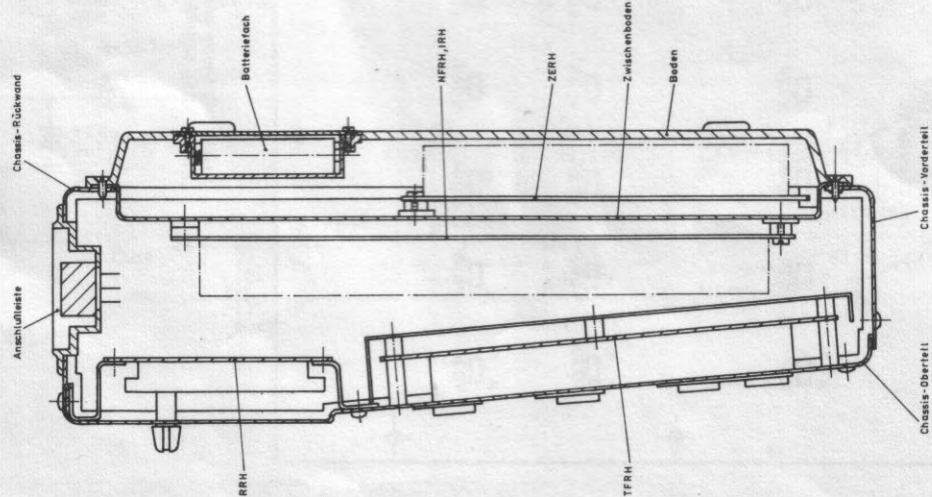 Chassis-Rückwand
Batteriefach
NFRH, IRH
ZERH
Zwischenboden
Boden
Anschlußleiste
Chassis-Vorderteil
RRH
TFRH
Chassis-Oberteil